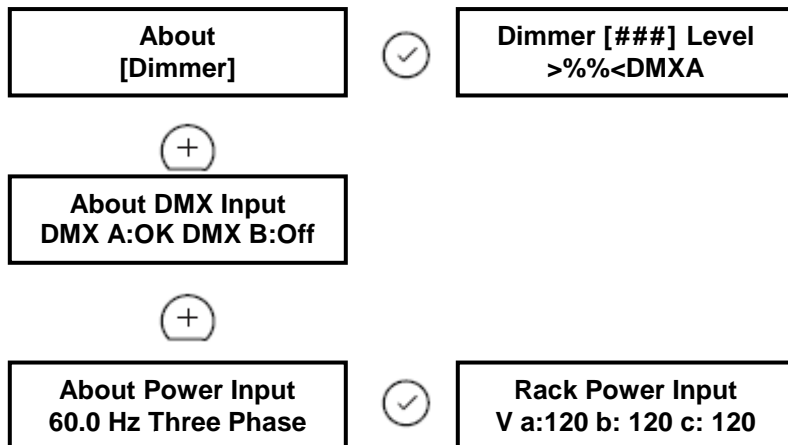 About
[Dimmer]
Dimmer [###] Level
>%%<DMXA
About DMX Input
DMX A:OK DMX B:Off
About Power Input
60.0 Hz Three Phase
Rack Power Input
V a:120 b: 120 c: 120